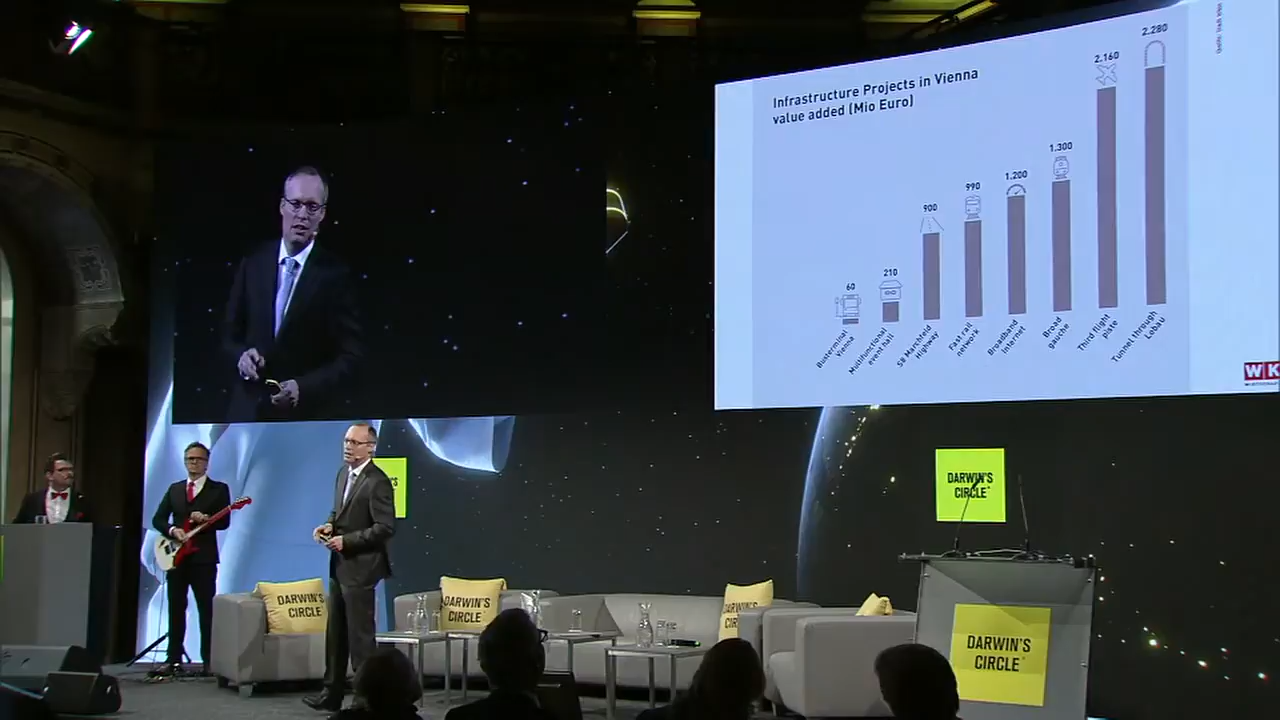 Infrastructure Projects in Vienna
value added (Mio Euro)
60
210
900
990
1.200
1.300
2.160
2.280
Busterminal
Vienna
Multifunctional
event hall
S8 Marchfeld
Highway
Fast rail
network
Broadband
Internet
Broad
gauche
Third flight
piste
Tunnel through
Lobau
WK
DARWIN'S
CIRCLE
DARWIN'S
CIRCLE
DARWIN'S
CIRCLE
DARWIN'S
CIRCLE